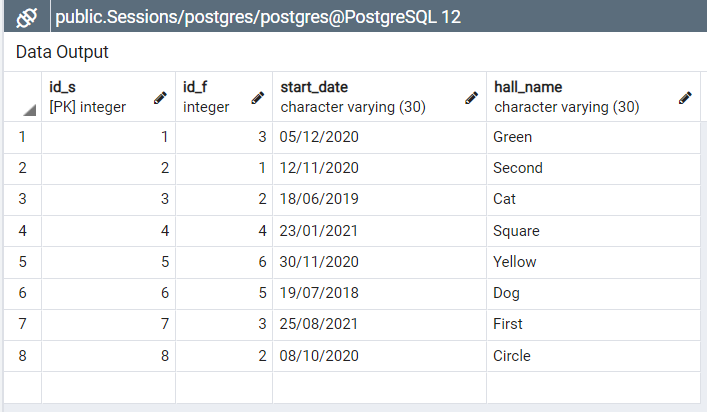 public.Sessions/postgres/postgres@PostgreSQL 12
Data Output
id_s id_f start_date hall_name
[PK] integer integer character varying (30) character varying (30)
1 1 3 05/12/2020 Green
2 2 1 12/11/2020 Second
3 3 2 18/06/2019 Cat
4 4 4 23/01/2021 Square
5 5 6 30/11/2020 Yellow
6 6 5 19/07/2018 Dog
7 7 3 25/08/2021 First
8 8 2 08/10/2020 Circle